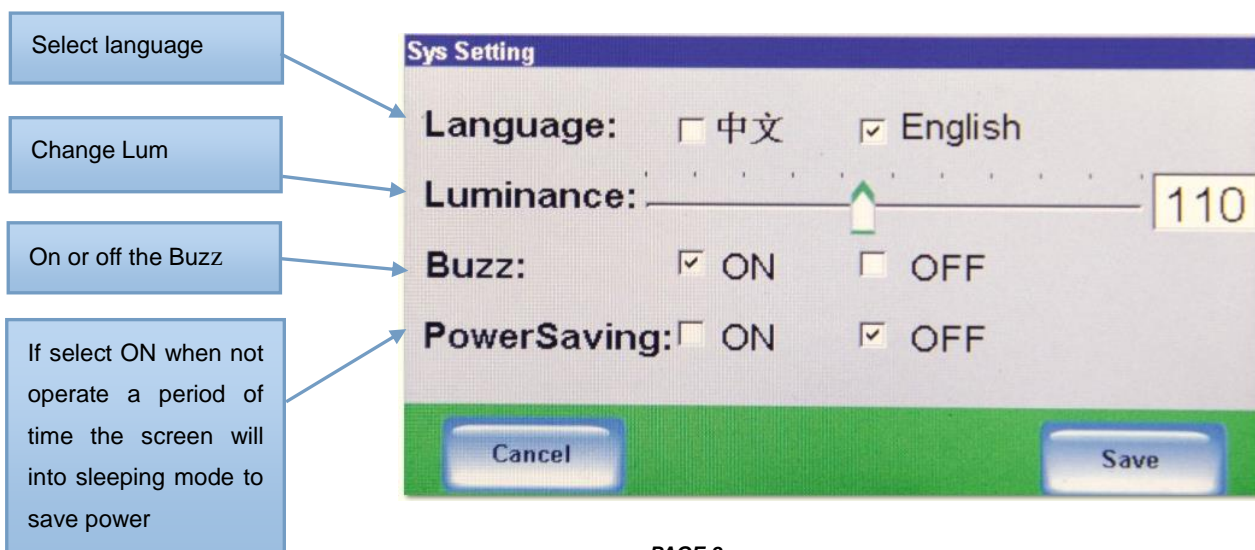 Select language
Change Lum
On or off the Buzz
If select ON when not
operate a period of
time the screen will
into sleeping mode to
save power
Sys Setting
Language: 中文 English
Luminance: 110
Buzz: ON OFF
PowerSaving: ON OFF
Cancel Save